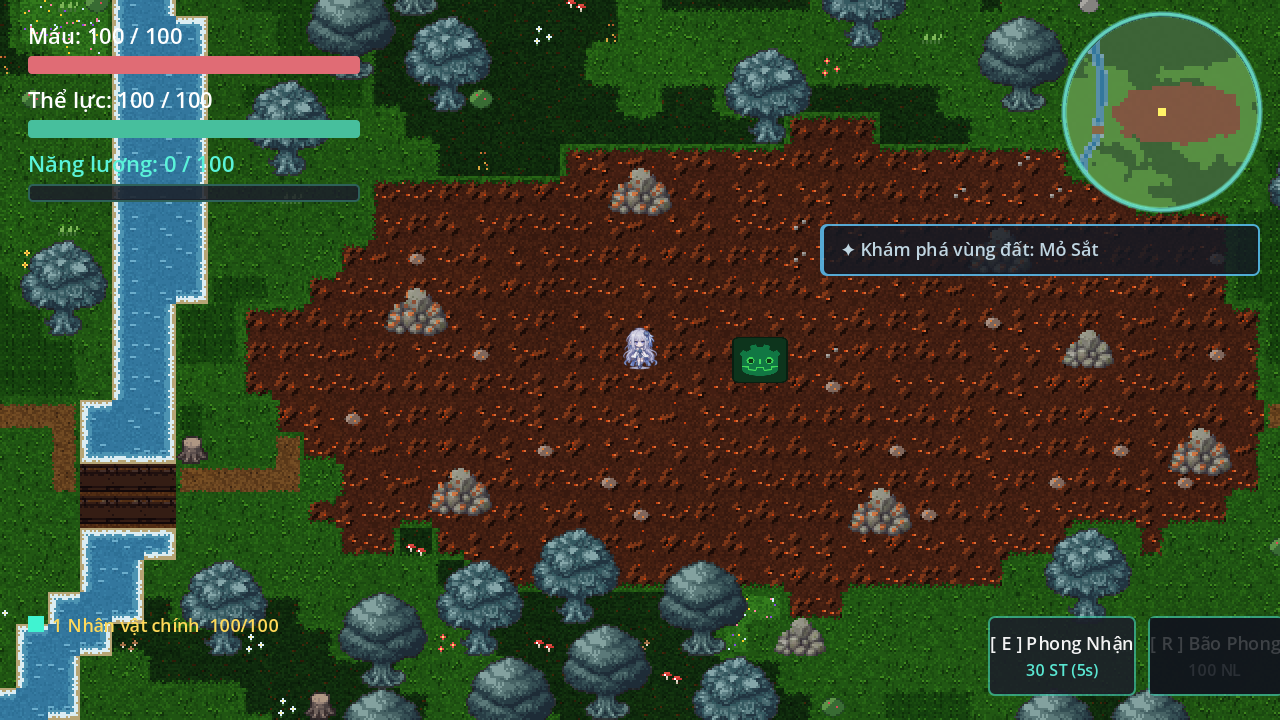 Máu: 100 / 100
Thể lực: 100 / 100
Năng lượng: 0 / 100
✦ Khám phá vùng đất: Mỏ Sắt
1 Nhân vật chính 100/100
[ E ] Phong Nhận
30 ST (5s)
[ R ] Bão Phong
100 NL